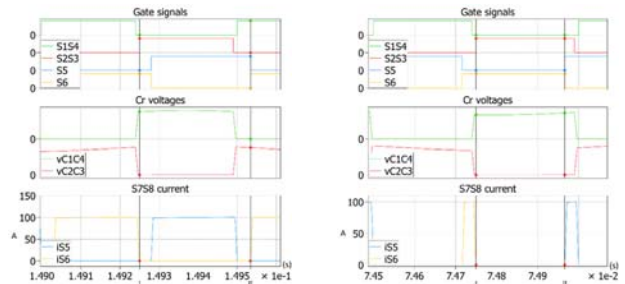 Gate signals
0
0
0
0
S1S4
S2S3
S5
S6
Cr voltages
0
0
vC1C4
vC2C3
S7S8 current
150
100
A
50
0
iS5
iS6
(s)
1.490 1.491 1.492 1.493 1.494 1.495 × 1e-1
Gate signals
0
0
0
0
S1S4
S2S3
S5
S6
Cr voltages
0
0
vC1C4
vC2C3
S7S8 current
100
A
50
0
iS5
iS6
(s)
7.45 7.46 7.47 7.48 7.49 × 1e-2